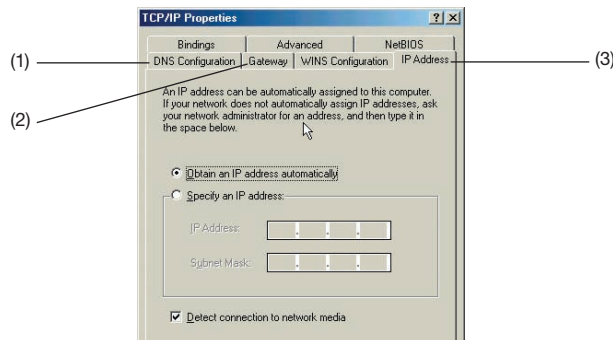 TCP/IP Properties
Bindings Advanced NetBIOS
(1) DNS Configuration Gateway WINS Configuration IP Address (3)
(2)
An IP address can be automatically assigned to this computer.
If your network does not automatically assign IP addresses, ask
your network administrator for an address, and then type it in
the space below.
Obtain an IP address automatically
Specify an IP address:
IP Address:
Subnet Mask:
Detect connection to network media